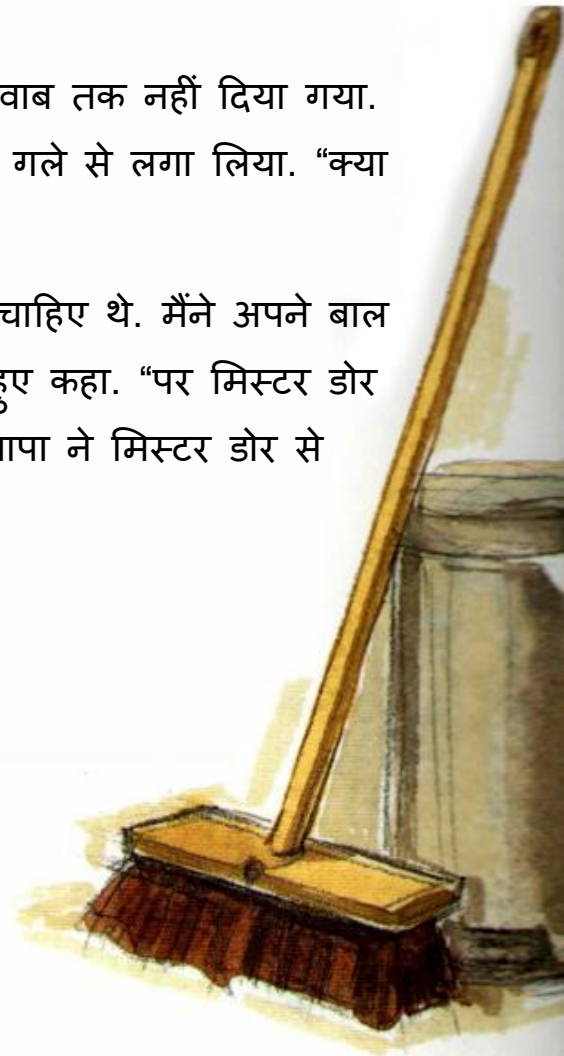 वाब तक नहीं दिया गया.
गले से लगा लिया. “क्या
चाहिए थे. मैंने अपने बाल
हुए कहा. “पर मिस्टर डोर
पापा ने मिस्टर डोर से